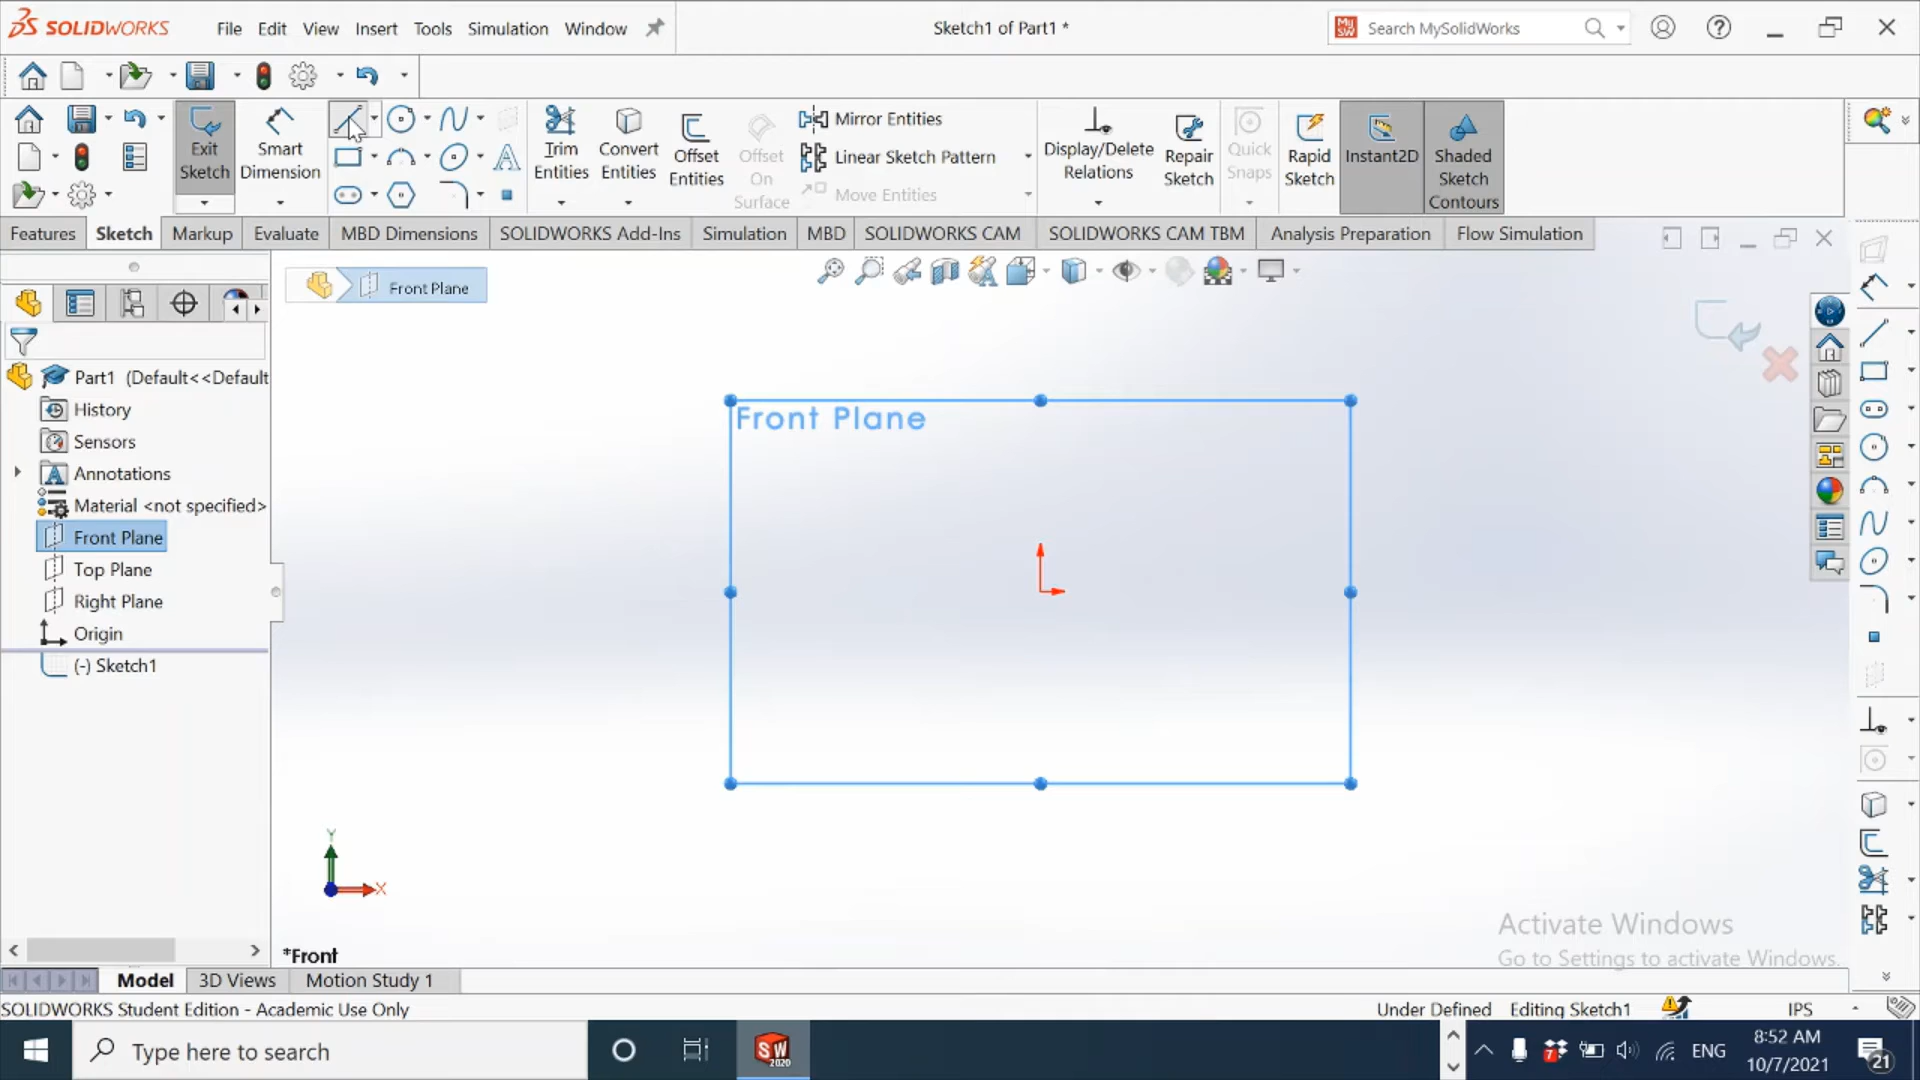 SOLIDWORKS
File Edit View Insert Tools Simulation Window
Sketch1 of Part1 *
MY SW
Search MySolidWorks
Exit Sketch
Smart Dimension
Trim Entities
Convert Entities
Offset Entities
Offset On Surface
Mirror Entities
Linear Sketch Pattern
Move Entities
Display/Delete Relations
Repair Sketch
Quick Snaps
Rapid Sketch
Instant2D
Shaded Sketch Contours
Features Sketch Markup Evaluate MBD Dimensions SOLIDWORKS Add-Ins Simulation MBD SOLIDWORKS CAM SOLIDWORKS CAM TBM Analysis Preparation Flow Simulation
Front Plane
Part1 (Default<<Default
History
Sensors
Annotations
Material <not specified>
Front Plane
Top Plane
Right Plane
Origin
(-) Sketch1
Front Plane
Y
X
*Front
Activate Windows
Go to Settings to activate Windows.
Model 3D Views Motion Study 1
SOLIDWORKS Student Edition - Academic Use Only
Under Defined Editing Sketch1 IPS
Type here to search
SW
2020
7
ENG
8:52 AM
10/7/2021
21